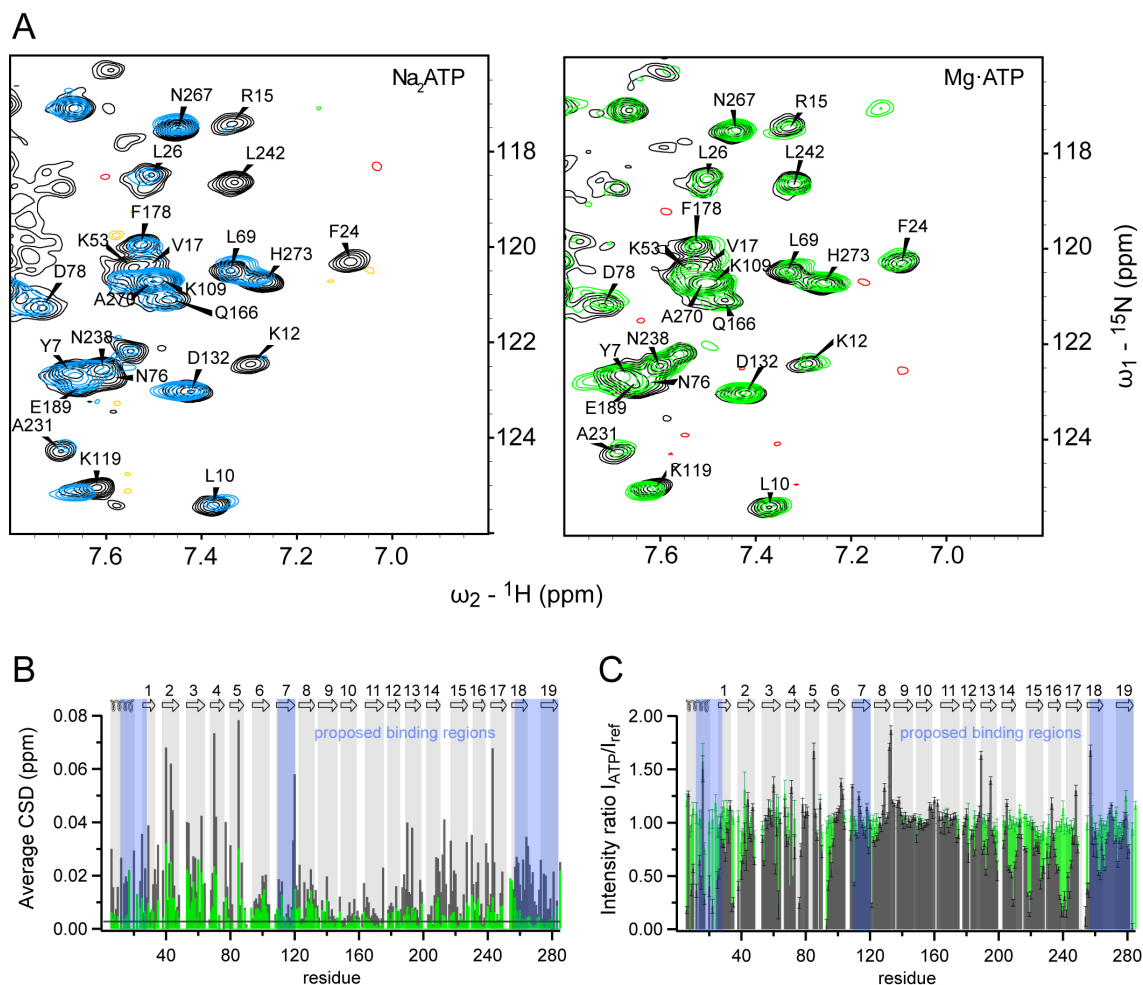 A
Na₂ATP
N267
R15
L26
L242
F178
K53
V17
L69
F24
D78
H273
A270
K109
Q166
N238
K12
Y7
D132
N76
E189
A231
K119
L10
118
120
122
124
7.6
7.4
7.2
7.0
Mg·ATP
N267
R15
L26
L242
F178
K53
V17
L69
F24
D78
K109
H273
A270
Q166
N238
K12
Y7
D132
N76
E189
A231
K119
L10
118
120
122
124
7.6
7.4
7.2
7.0
ω₁ - ¹⁵N (ppm)
ω₂ - ¹H (ppm)
B
1 2 3 4 5 6 7 8 9 10 11 12 13 14 15 16 17 18 19
proposed binding regions
0.08
0.06
0.04
0.02
0.00
Average CSD (ppm)
40 80 120 160 200 240 280
residue
C
1 2 3 4 5 6 7 8 9 10 11 12 13 14 15 16 17 18 19
proposed binding regions
2.00
1.50
1.00
0.50
0.00
Intensity ratio I_ATP/I_ref
40 80 120 160 200 240 280
residue